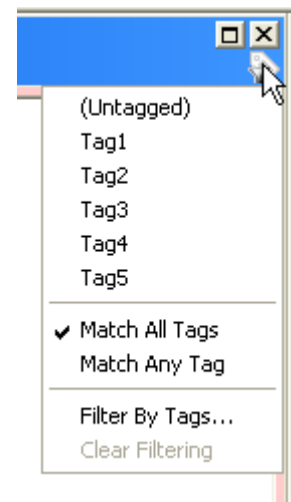 (Untagged)
Tag1
Tag2
Tag3
Tag4
Tag5
Match All Tags
Match Any Tag
Filter By Tags...
Clear Filtering